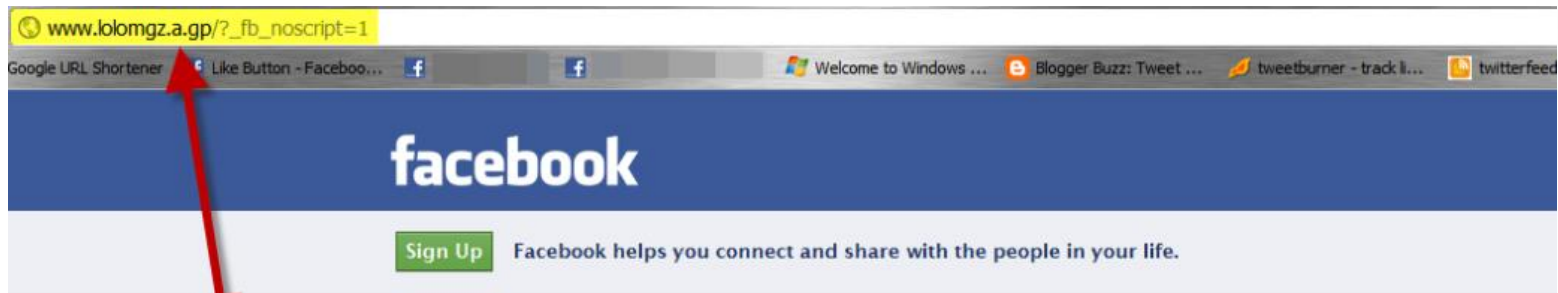 www.lolomgz.a.gp/?_fb_noscript=1
Google URL Shortener Like Button - Faceboo... Welcome to Windows ... Blogger Buzz: Tweet ... tweetburner - track li... twitterfeed
facebook
Sign Up Facebook helps you connect and share with the people in your life.